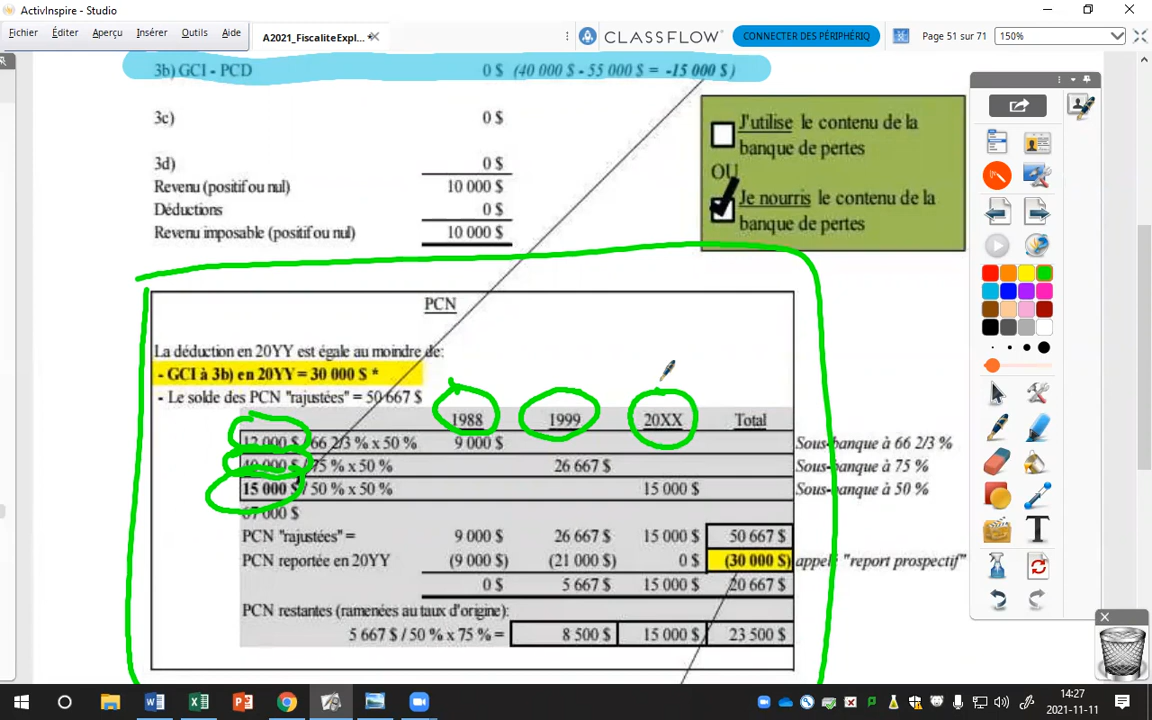 ActivInspire - Studio
Fichier Éditer Aperçu Insérer Outils Aide
A2021_FiscaliteExpl...
CLASSFLOW
CONNECTER DES PÉRIPHÉRIQ
Page 51 sur 71
150%
3b) GCI - PCD 0 $ (40 000 $ - 55 000 $ = -15 000 $)
3c) 0 $
3d) 0 $
Revenu (positif ou nul) 10 000 $
Déductions 0 $
Revenu imposable (positif ou nul) 10 000 $
J'utilise le contenu de la
banque de pertes
OU
Je nourris le contenu de la
banque de pertes
PCN
La déduction en 20YY est égale au moindre de:
- GCI à 3b) en 20YY = 30 000 $ *
- Le solde des PCN "rajustées" = 50 667 $
1988 1999 20XX Total
12 000 $ / 66 2/3 % x 50 % 9 000 $ Sous-banque à 66 2/3 %
40 000 $ / 75 % x 50 % 26 667 $ Sous-banque à 75 %
15 000 $ / 50 % x 50 % 15 000 $ Sous-banque à 50 %
67 000 $
PCN "rajustées" = 9 000 $ 26 667 $ 15 000 $ 50 667 $
PCN reportée en 20YY (9 000 $) (21 000 $) 0 $ (30 000 $) appelé "report prospectif"
0 $ 5 667 $ 15 000 $ 20 667 $
PCN restantes (ramenées au taux d'origine):
5 667 $ / 50 % x 75 % = 8 500 $ 15 000 $ 23 500 $
14:27
2021-11-11